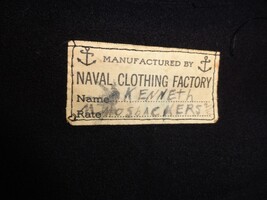 MANUFACTURED BY
NAVAL CLOTHING FACTORY
Name KENNETH
Rate